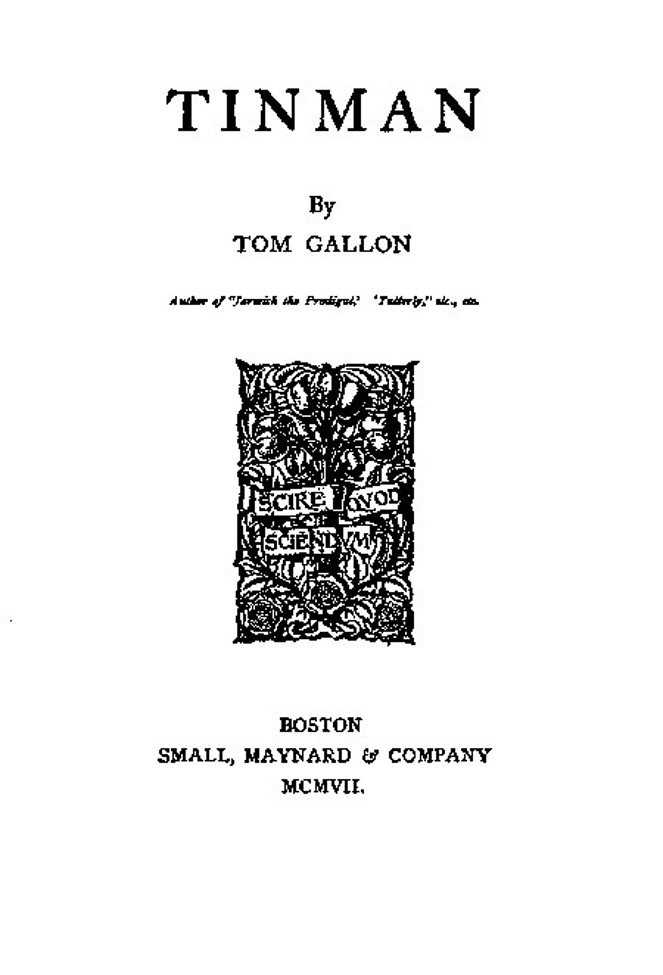 TINMAN
By
TOM GALLON
Author of "Jarwick the Prodigal," "Tatterly," etc., etc.
SCIRE QVOD
SCIENDVM
BOSTON
SMALL, MAYNARD & COMPANY
MCMVII.